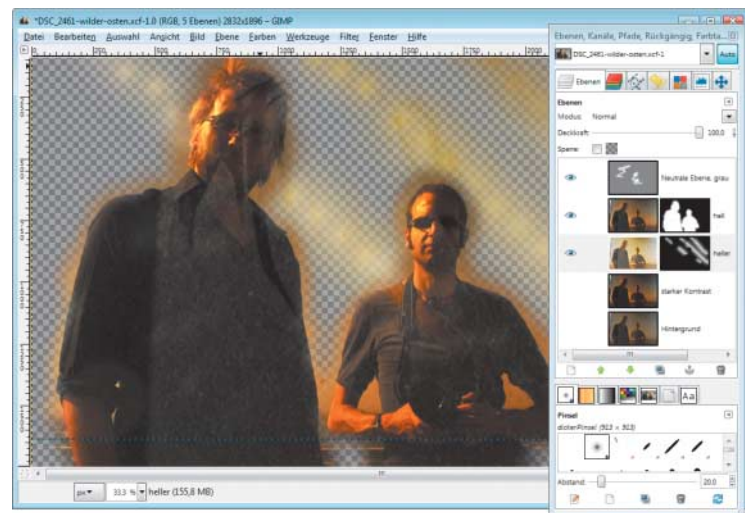 *DSC_2461-wilder-osten.xcf-1.0 (RGB, 5 Ebenen) 2832x1896 – GIMP
Datei Bearbeiten Auswahl Ansicht Bild Ebene Farben Werkzeuge Filter Fenster Hilfe
Ebenen, Kanäle, Pfade, Rückgängig, Farbta...
DSC_2461-wilder-osten.xcf-1
Auto
Ebenen
Ebenen
Modus: Normal
Deckkraft: 100,0
Sperre:
Neutrale Ebene, grau
hell
heller
starker Kontrast
Hintergrund
Aa
Pinsel
dickerPinsel (913 × 913)
Abstand: 20,0
px 33,3 % heller (155,8 MB)